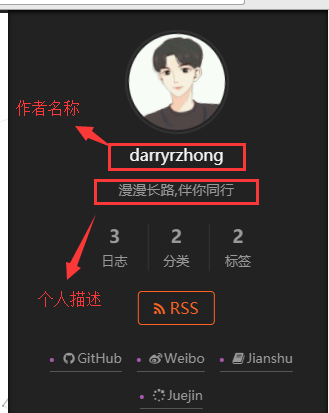 作者名称
darryrzhong
漫漫长路,伴你同行
3 2 2
日志 分类 标签
个人描述
RSS
GitHub Weibo Jianshu
Juejin